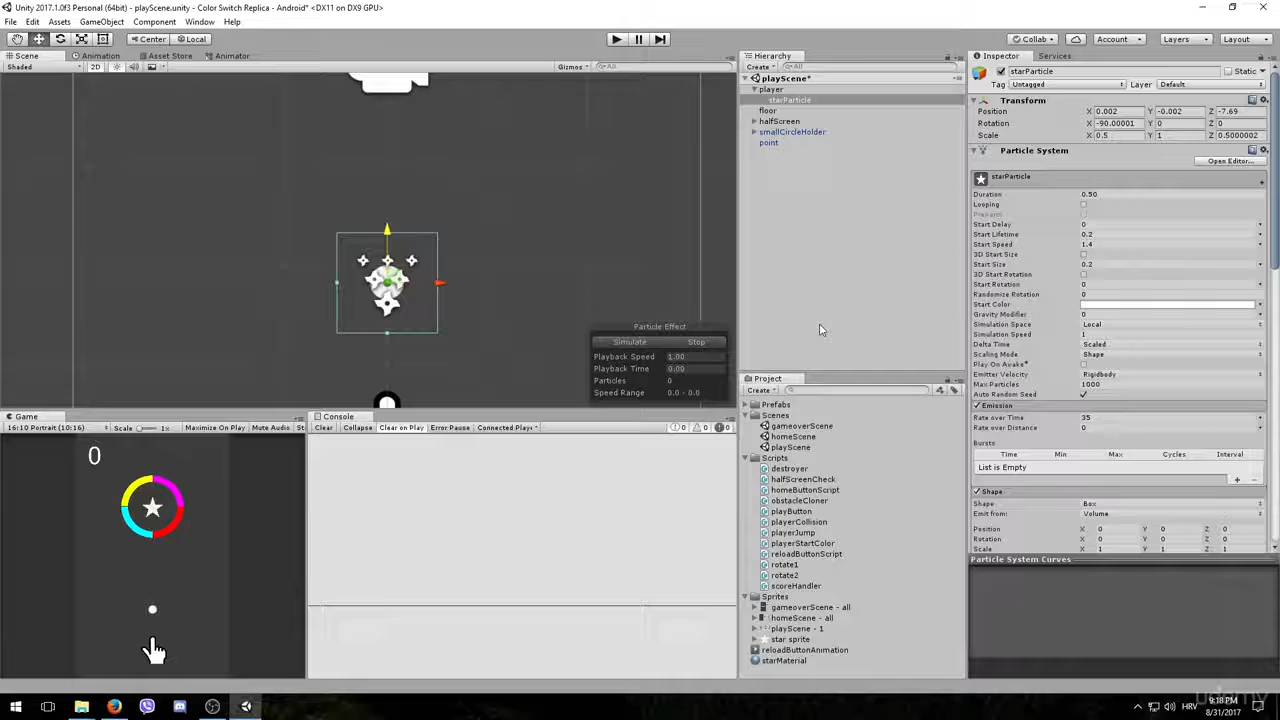 Unity 2017.1.0f3 Personal (64bit) - playScene.unity - Color Switch Replica - Android* <DX11 on DX9 GPU>
File Edit Assets GameObject Component Window Help
Center Local Collab Account Layers Layout
Scene Animation Asset Store Animator
Shaded 2D Gizmos All
Particle Effect
Simulate Stop
Playback Speed 1.00
Playback Time 0.00
Particles 0
Speed Range 0.0 - 0.0
Game
16:10 Portrait (10:16) Scale 1x Maximize On Play Mute Audio St
0
Console
Clear Collapse Clear on Play Error Pause Connected Playe 0 0 0
Hierarchy
Create All
playScene*
player
starParticle
floor
halfScreen
smallCircleHolder
point
Project
Create
Prefabs
Scenes
gameoverScene
homeScene
playScene
Scripts
destroyer
halfScreenCheck
homeButtonScript
obstacleCloner
playButton
playerCollision
playerJump
playerStartColor
reloadButtonScript
rotate1
rotate2
scoreHandler
Sprites
gameoverScene - all
homeScene - all
playScene - 1
star sprite
reloadButtonAnimation
starMaterial
Inspector Services
starParticle Static
Tag Untagged Layer Default
Transform
Position X 0.002 Y -0.002 Z -7.69
Rotation X -90.00001 Y 0 Z 0
Scale X 0.5 Y 1 Z 0.5000002
Particle System
Open Editor...
starParticle
Duration 0.50
Looping
Prewarm
Start Delay 0
Start Lifetime 0.2
Start Speed 1.4
3D Start Size
Start Size 0.2
3D Start Rotation
Start Rotation 0
Randomize Rotation 0
Start Color
Gravity Modifier 0
Simulation Space Local
Simulation Speed 1
Delta Time Scaled
Scaling Mode Shape
Play On Awake*
Emitter Velocity Rigidbody
Max Particles 1000
Auto Random Seed
Emission
Rate over Time 35
Rate over Distance 0
Bursts
Time Min Max Cycles Interval
List is Empty
Shape
Shape Box
Emit from: Volume
Position X 0 Y 0 Z 0
Rotation X 0 Y 0 Z 0
Scale X 1 Y 1 Z 1
Particle System Curves
HRV 9:18 PM
8/31/2017
udemy